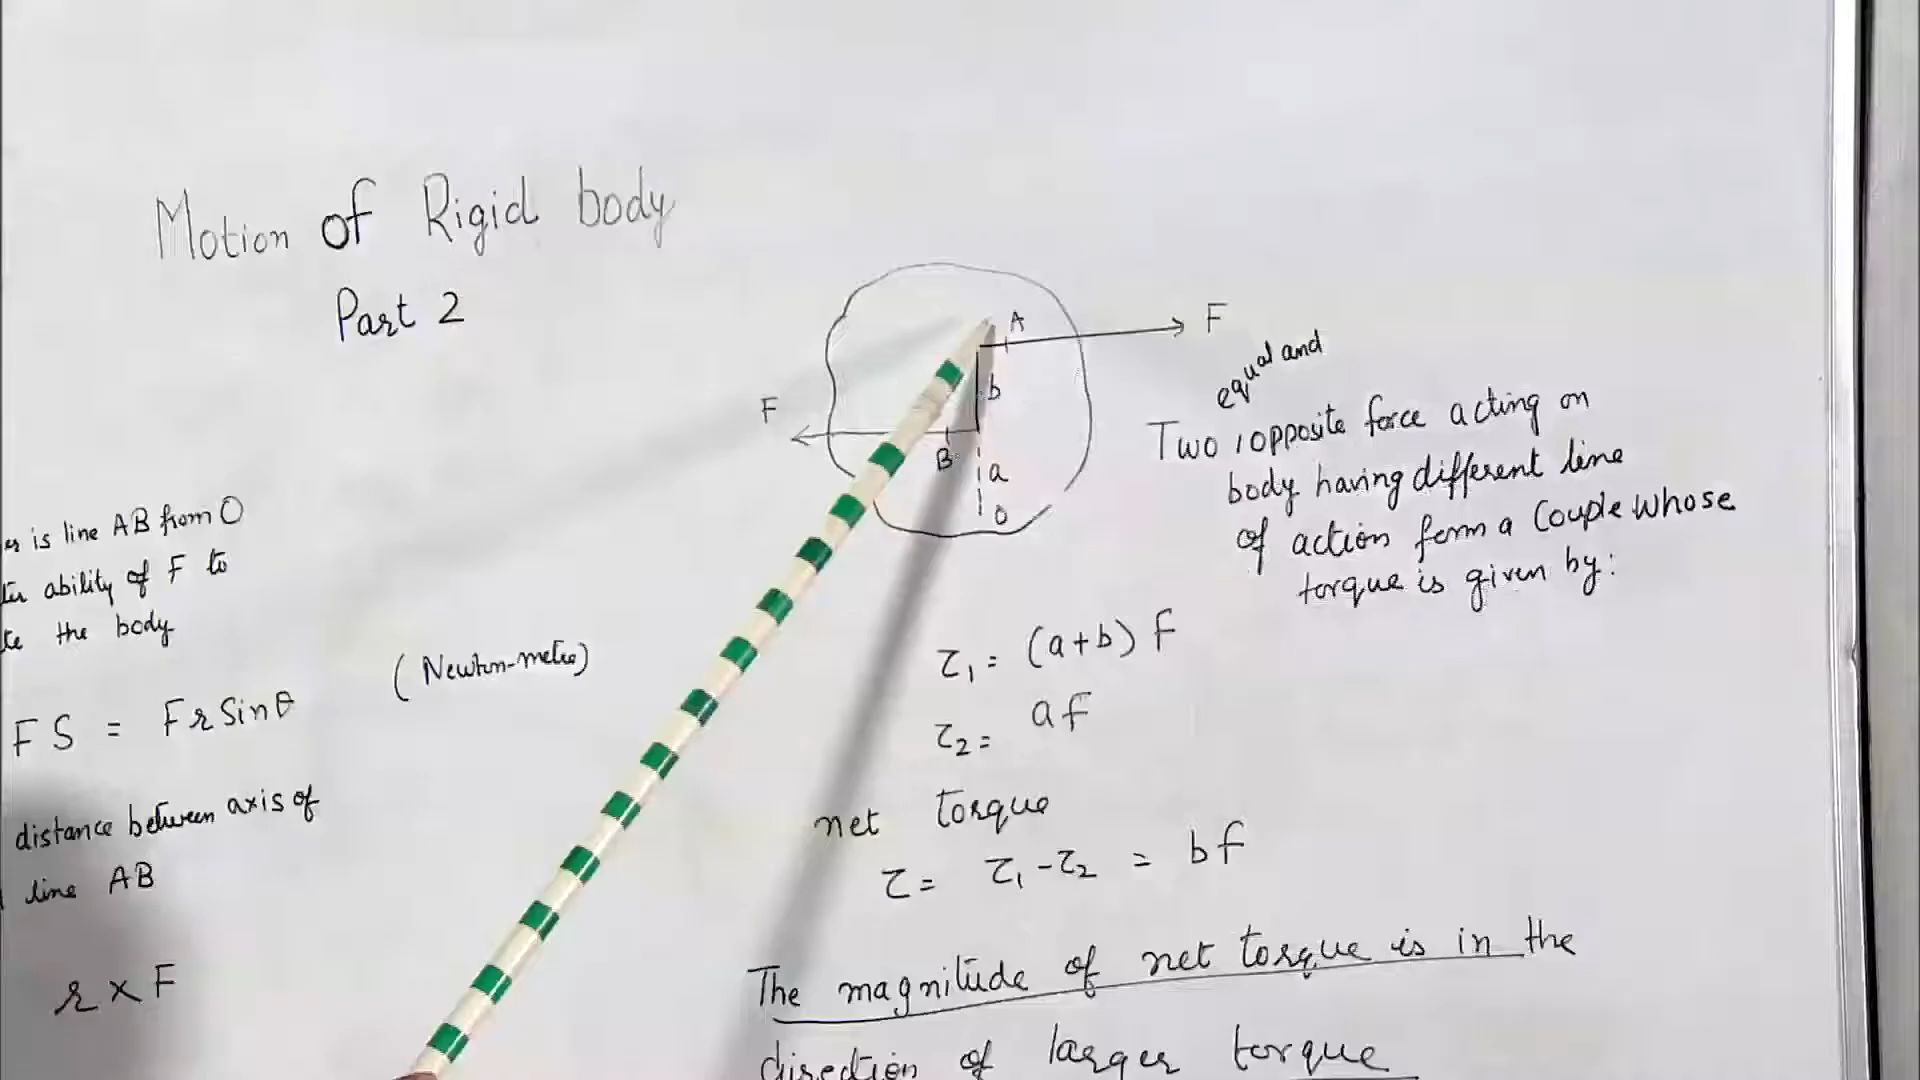 Motion of Rigid body
Part 2
is line AB from O
ability of F to
the body
FS = Fr Sinθ
(Newton-metre)
distance between axis of
line AB
r × F
A
F
b
F
B
a
O
equal and
Two , opposite force acting on
body having different line
of action form a Couple whose
torque is given by:
τ₁ = (a+b) F
τ₂ = aF
net torque
τ = τ₁ - τ₂ = bF
The magnitude of net torque is in the
direction of larger torque